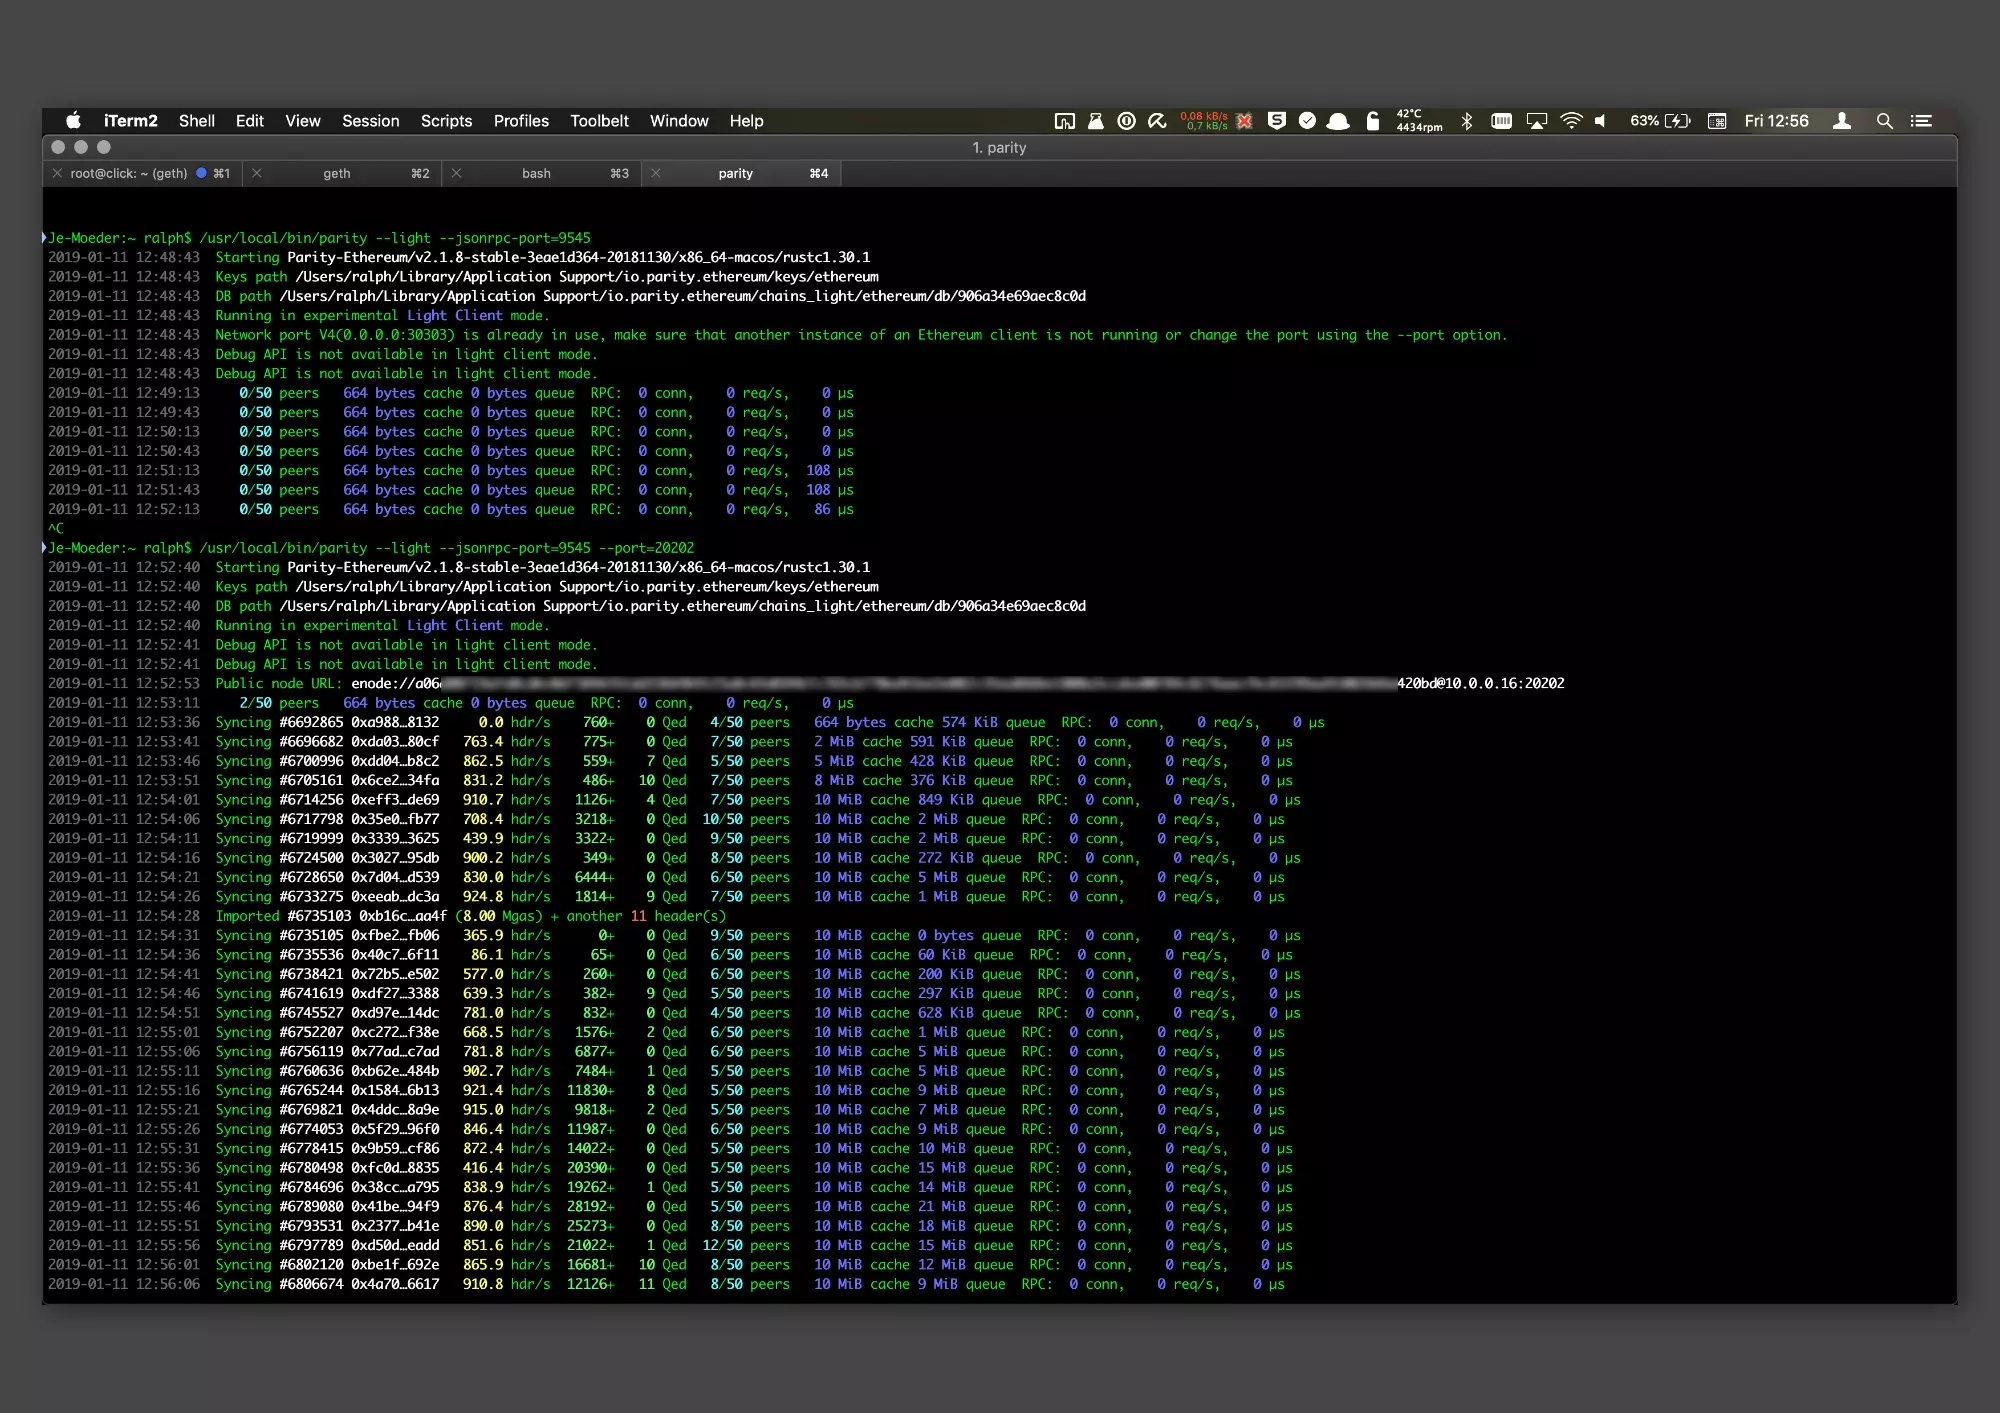 iTerm2 Shell Edit View Session Scripts Profiles Toolbelt Window Help 0,08 kB/s 0,7 kB/s 42°C 4434rpm 63% Fri 12:56
1. parity
root@click: ~ (geth) ⌘1 geth ⌘2 bash ⌘3 parity ⌘4
Je-Moeder:~ ralph$ /usr/local/bin/parity --light --jsonrpc-port=9545
2019-01-11 12:48:43 Starting Parity-Ethereum/v2.1.8-stable-3eae1d364-20181130/x86_64-macos/rustc1.30.1
2019-01-11 12:48:43 Keys path /Users/ralph/Library/Application Support/io.parity.ethereum/keys/ethereum
2019-01-11 12:48:43 DB path /Users/ralph/Library/Application Support/io.parity.ethereum/chains_light/ethereum/db/906a34e69aec8c0d
2019-01-11 12:48:43 Running in experimental Light Client mode.
2019-01-11 12:48:43 Network port V4(0.0.0.0:30303) is already in use, make sure that another instance of an Ethereum client is not running or change the port using the --port option.
2019-01-11 12:48:43 Debug API is not available in light client mode.
2019-01-11 12:48:43 Debug API is not available in light client mode.
2019-01-11 12:49:13 0/50 peers 664 bytes cache 0 bytes queue RPC: 0 conn, 0 req/s, 0 µs
2019-01-11 12:49:43 0/50 peers 664 bytes cache 0 bytes queue RPC: 0 conn, 0 req/s, 0 µs
2019-01-11 12:50:13 0/50 peers 664 bytes cache 0 bytes queue RPC: 0 conn, 0 req/s, 0 µs
2019-01-11 12:50:43 0/50 peers 664 bytes cache 0 bytes queue RPC: 0 conn, 0 req/s, 0 µs
2019-01-11 12:51:13 0/50 peers 664 bytes cache 0 bytes queue RPC: 0 conn, 0 req/s, 108 µs
2019-01-11 12:51:43 0/50 peers 664 bytes cache 0 bytes queue RPC: 0 conn, 0 req/s, 108 µs
2019-01-11 12:52:13 0/50 peers 664 bytes cache 0 bytes queue RPC: 0 conn, 0 req/s, 86 µs
^C
Je-Moeder:~ ralph$ /usr/local/bin/parity --light --jsonrpc-port=9545 --port=20202
2019-01-11 12:52:40 Starting Parity-Ethereum/v2.1.8-stable-3eae1d364-20181130/x86_64-macos/rustc1.30.1
2019-01-11 12:52:40 Keys path /Users/ralph/Library/Application Support/io.parity.ethereum/keys/ethereum
2019-01-11 12:52:40 DB path /Users/ralph/Library/Application Support/io.parity.ethereum/chains_light/ethereum/db/906a34e69aec8c0d
2019-01-11 12:52:40 Running in experimental Light Client mode.
2019-01-11 12:52:41 Debug API is not available in light client mode.
2019-01-11 12:52:41 Debug API is not available in light client mode.
2019-01-11 12:52:53 Public node URL: enode://a06 420bd@10.0.0.16:20202
2019-01-11 12:53:11 2/50 peers 664 bytes cache 0 bytes queue RPC: 0 conn, 0 req/s, 0 µs
2019-01-11 12:53:36 Syncing #6692865 0xa988…8132 0.0 hdr/s 760+ 0 Qed 4/50 peers 664 bytes cache 574 KiB queue RPC: 0 conn, 0 req/s, 0 µs
2019-01-11 12:53:41 Syncing #6696682 0xda03…80cf 763.4 hdr/s 775+ 0 Qed 7/50 peers 2 MiB cache 591 KiB queue RPC: 0 conn, 0 req/s, 0 µs
2019-01-11 12:53:46 Syncing #6700996 0xdd04…b8c2 862.5 hdr/s 559+ 7 Qed 5/50 peers 5 MiB cache 428 KiB queue RPC: 0 conn, 0 req/s, 0 µs
2019-01-11 12:53:51 Syncing #6705161 0x6ce2…34fa 831.2 hdr/s 486+ 10 Qed 7/50 peers 8 MiB cache 376 KiB queue RPC: 0 conn, 0 req/s, 0 µs
2019-01-11 12:54:01 Syncing #6714256 0xeff3…de69 910.7 hdr/s 1126+ 4 Qed 7/50 peers 10 MiB cache 849 KiB queue RPC: 0 conn, 0 req/s, 0 µs
2019-01-11 12:54:06 Syncing #6717798 0x35e0…fb77 708.4 hdr/s 3218+ 0 Qed 10/50 peers 10 MiB cache 2 MiB queue RPC: 0 conn, 0 req/s, 0 µs
2019-01-11 12:54:11 Syncing #6719999 0x3339…3625 439.9 hdr/s 3322+ 0 Qed 9/50 peers 10 MiB cache 2 MiB queue RPC: 0 conn, 0 req/s, 0 µs
2019-01-11 12:54:16 Syncing #6724500 0x3027…95db 900.2 hdr/s 349+ 0 Qed 8/50 peers 10 MiB cache 272 KiB queue RPC: 0 conn, 0 req/s, 0 µs
2019-01-11 12:54:21 Syncing #6728650 0x7d04…d539 830.0 hdr/s 6444+ 0 Qed 6/50 peers 10 MiB cache 5 MiB queue RPC: 0 conn, 0 req/s, 0 µs
2019-01-11 12:54:26 Syncing #6733275 0xeeab…dc3a 924.8 hdr/s 1814+ 9 Qed 7/50 peers 10 MiB cache 1 MiB queue RPC: 0 conn, 0 req/s, 0 µs
2019-01-11 12:54:28 Imported #6735103 0xb16c…aa4f (8.00 Mgas) + another 11 header(s)
2019-01-11 12:54:31 Syncing #6735105 0xfbe2…fb06 365.9 hdr/s 0+ 0 Qed 9/50 peers 10 MiB cache 0 bytes queue RPC: 0 conn, 0 req/s, 0 µs
2019-01-11 12:54:36 Syncing #6735536 0x40c7…6f11 86.1 hdr/s 65+ 0 Qed 6/50 peers 10 MiB cache 60 KiB queue RPC: 0 conn, 0 req/s, 0 µs
2019-01-11 12:54:41 Syncing #6738421 0x72b5…e502 577.0 hdr/s 260+ 0 Qed 6/50 peers 10 MiB cache 200 KiB queue RPC: 0 conn, 0 req/s, 0 µs
2019-01-11 12:54:46 Syncing #6741619 0xdf27…3388 639.3 hdr/s 382+ 9 Qed 5/50 peers 10 MiB cache 297 KiB queue RPC: 0 conn, 0 req/s, 0 µs
2019-01-11 12:54:51 Syncing #6745527 0xd97e…14dc 781.0 hdr/s 832+ 0 Qed 4/50 peers 10 MiB cache 628 KiB queue RPC: 0 conn, 0 req/s, 0 µs
2019-01-11 12:55:01 Syncing #6752207 0xc272…f38e 668.5 hdr/s 1576+ 2 Qed 6/50 peers 10 MiB cache 1 MiB queue RPC: 0 conn, 0 req/s, 0 µs
2019-01-11 12:55:06 Syncing #6756119 0x77ad…c7ad 781.8 hdr/s 6877+ 0 Qed 6/50 peers 10 MiB cache 5 MiB queue RPC: 0 conn, 0 req/s, 0 µs
2019-01-11 12:55:11 Syncing #6760636 0xb62e…484b 902.7 hdr/s 7484+ 1 Qed 5/50 peers 10 MiB cache 5 MiB queue RPC: 0 conn, 0 req/s, 0 µs
2019-01-11 12:55:16 Syncing #6765244 0x1584…6b13 921.4 hdr/s 11830+ 8 Qed 5/50 peers 10 MiB cache 9 MiB queue RPC: 0 conn, 0 req/s, 0 µs
2019-01-11 12:55:21 Syncing #6769821 0x4ddc…8a9e 915.0 hdr/s 9818+ 2 Qed 5/50 peers 10 MiB cache 7 MiB queue RPC: 0 conn, 0 req/s, 0 µs
2019-01-11 12:55:26 Syncing #6774053 0x5f29…96f0 846.4 hdr/s 11987+ 0 Qed 6/50 peers 10 MiB cache 9 MiB queue RPC: 0 conn, 0 req/s, 0 µs
2019-01-11 12:55:31 Syncing #6778415 0x9b59…cf86 872.4 hdr/s 14022+ 0 Qed 5/50 peers 10 MiB cache 10 MiB queue RPC: 0 conn, 0 req/s, 0 µs
2019-01-11 12:55:36 Syncing #6780498 0xfc0d…8835 416.4 hdr/s 20390+ 0 Qed 5/50 peers 10 MiB cache 15 MiB queue RPC: 0 conn, 0 req/s, 0 µs
2019-01-11 12:55:41 Syncing #6784696 0x38cc…a795 838.9 hdr/s 19262+ 1 Qed 5/50 peers 10 MiB cache 14 MiB queue RPC: 0 conn, 0 req/s, 0 µs
2019-01-11 12:55:46 Syncing #6789080 0x41be…94f9 876.4 hdr/s 28192+ 0 Qed 5/50 peers 10 MiB cache 21 MiB queue RPC: 0 conn, 0 req/s, 0 µs
2019-01-11 12:55:51 Syncing #6793531 0x2377…b41e 890.0 hdr/s 25273+ 0 Qed 8/50 peers 10 MiB cache 18 MiB queue RPC: 0 conn, 0 req/s, 0 µs
2019-01-11 12:55:56 Syncing #6797789 0xd50d…eadd 851.6 hdr/s 21022+ 1 Qed 12/50 peers 10 MiB cache 15 MiB queue RPC: 0 conn, 0 req/s, 0 µs
2019-01-11 12:56:01 Syncing #6802120 0xbe1f…692e 865.9 hdr/s 16681+ 10 Qed 8/50 peers 10 MiB cache 12 MiB queue RPC: 0 conn, 0 req/s, 0 µs
2019-01-11 12:56:06 Syncing #6806674 0x4a70…6617 910.8 hdr/s 12126+ 11 Qed 8/50 peers 10 MiB cache 9 MiB queue RPC: 0 conn, 0 req/s, 0 µs